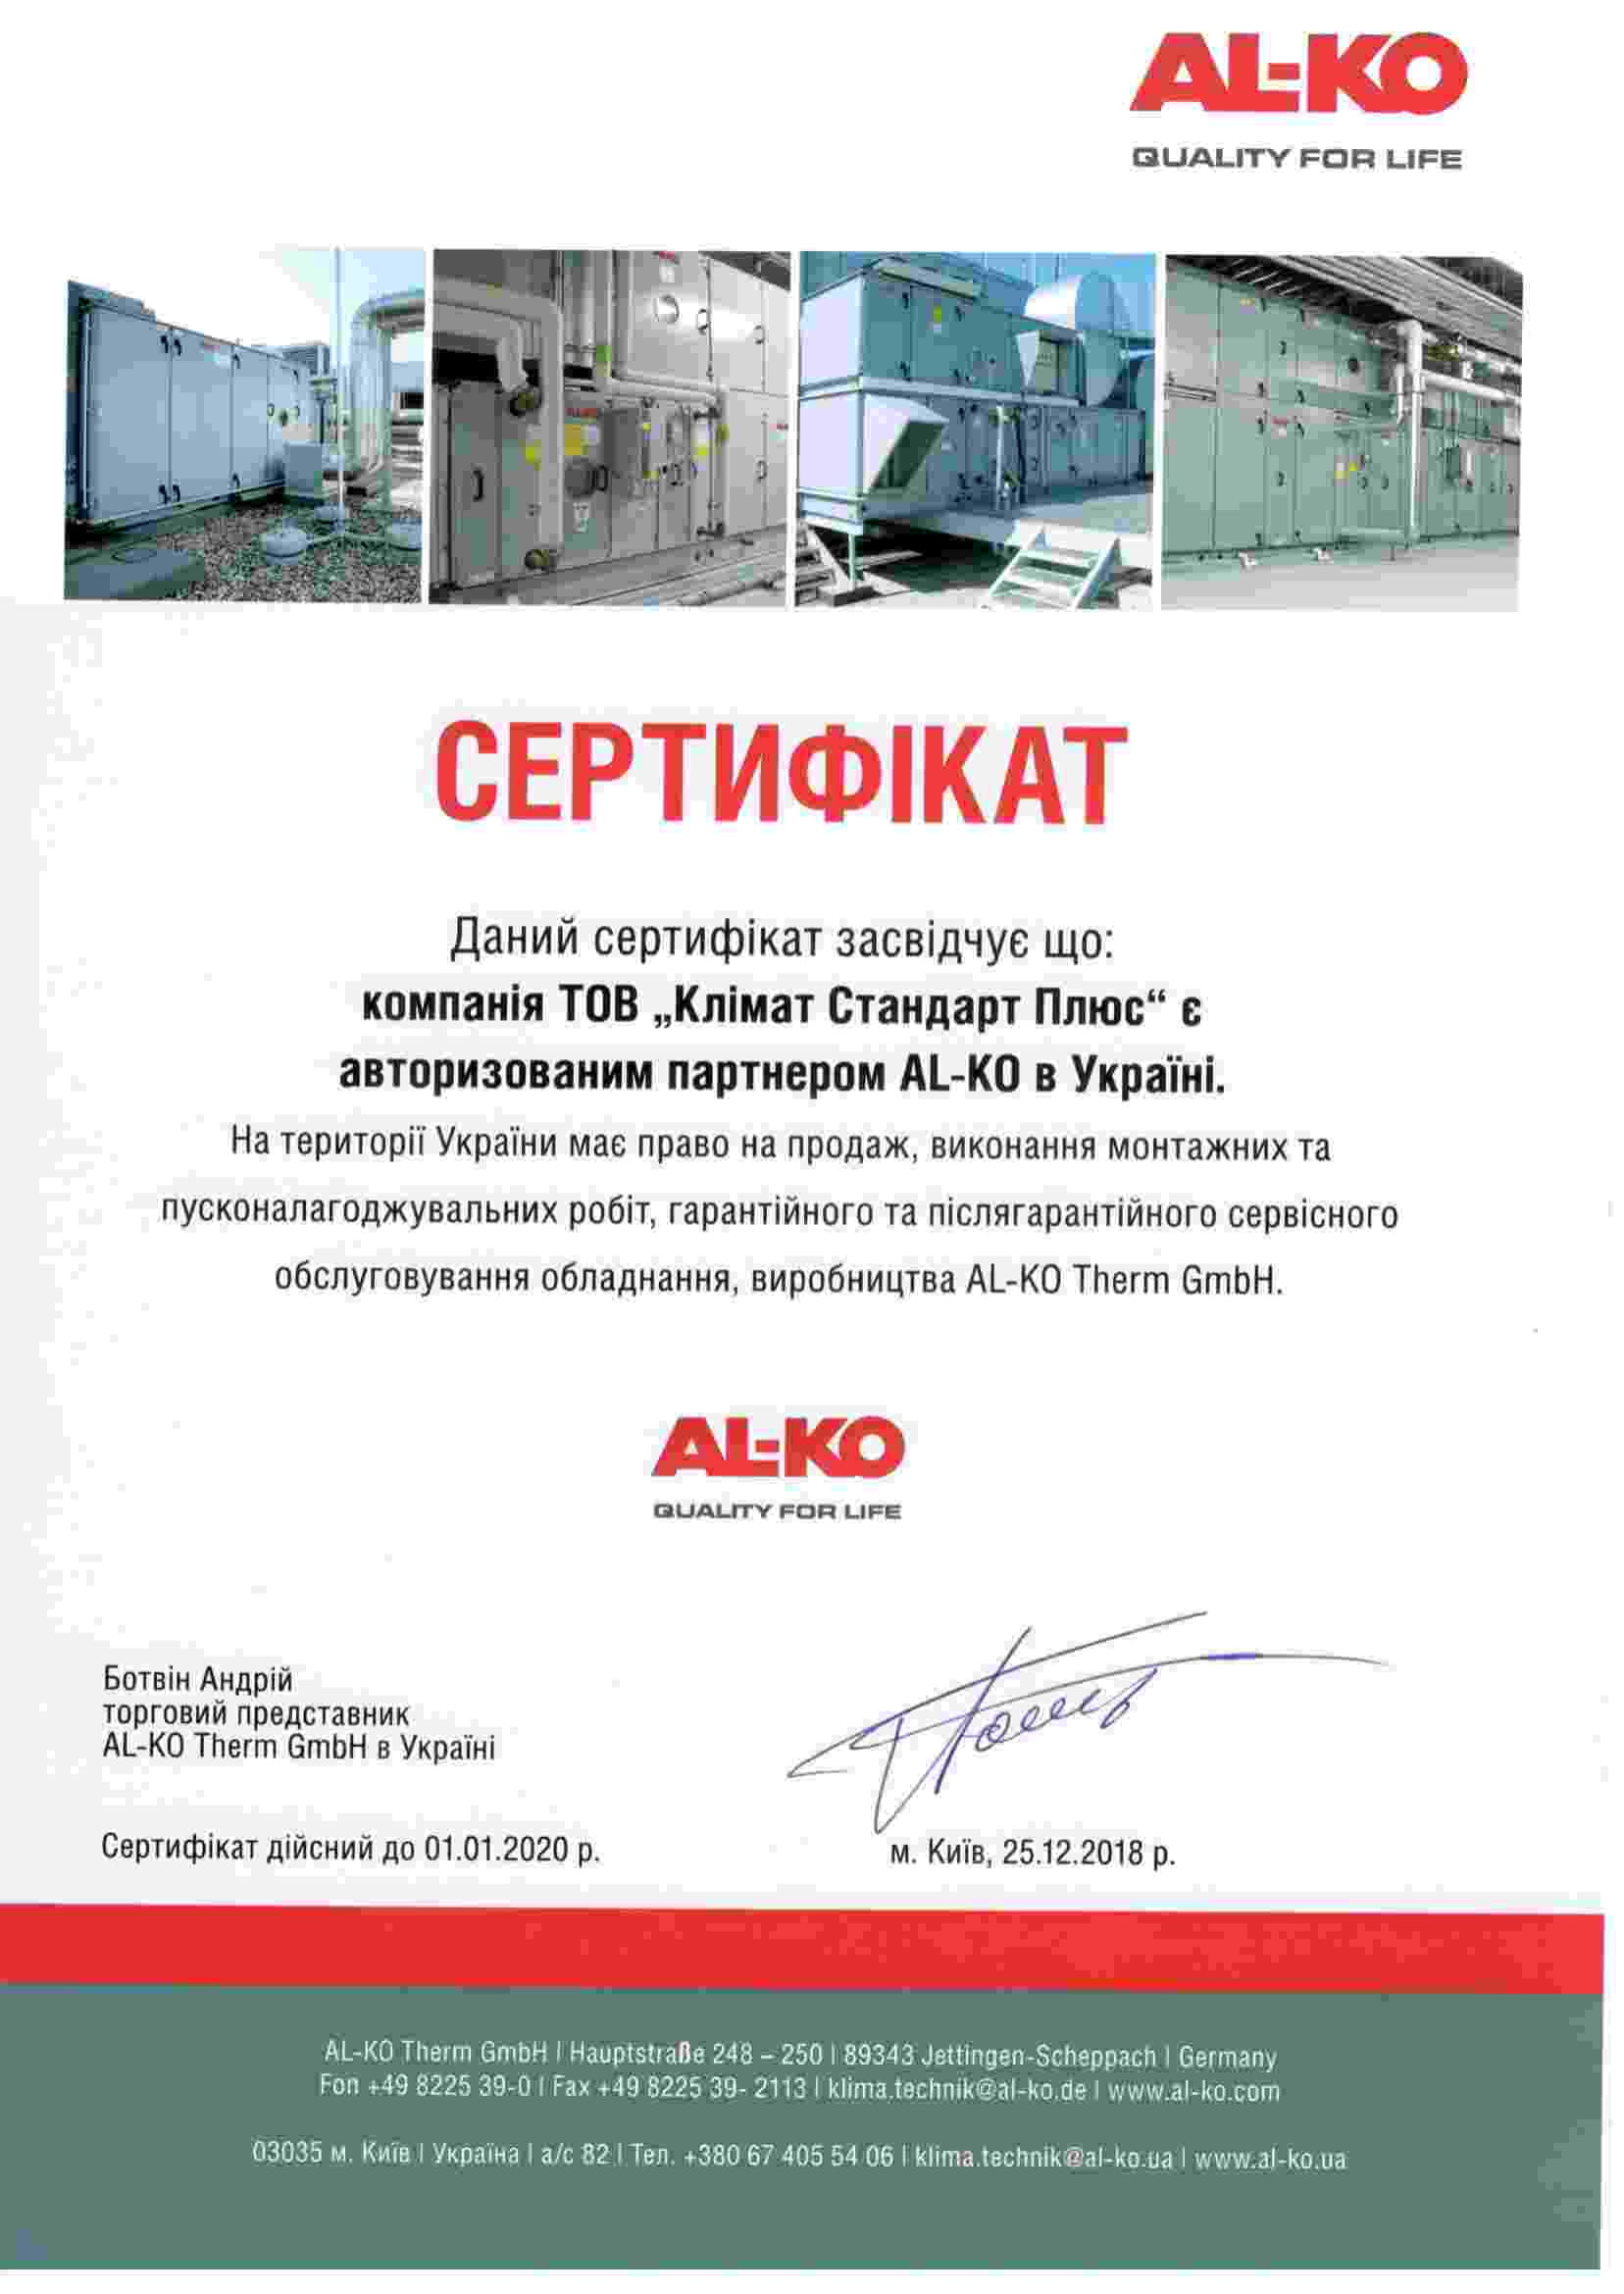 AL-KO
QUALITY FOR LIFE
СЕРТИФІКАТ
Даний сертифікат засвідчує що:
компанія ТОВ „Клімат Стандарт Плюс“ є
авторизованим партнером AL-KO в Україні.
На території України має право на продаж, виконання монтажних та
пусконалагоджувальних робіт, гарантійного та післягарантійного сервісного
обслуговування обладнання, виробництва AL-KO Therm GmbH.
AL-KO
QUALITY FOR LIFE
Ботвін Андрій
торговий представник
AL-KO Therm GmbH в Україні
Сертифікат дійсний до 01.01.2020 р.
м. Київ, 25.12.2018 р.
AL-KO Therm GmbH | Hauptstraße 248 – 250 | 89343 Jettingen-Scheppach | Germany
Fon +49 8225 39-0 | Fax +49 8225 39- 2113 | klima.technik@al-ko.de | www.al-ko.com
03035 м. Київ | Україна | а/с 82 | Тел. +380 67 405 54 06 | klima.technik@al-ko.ua | www.al-ko.ua